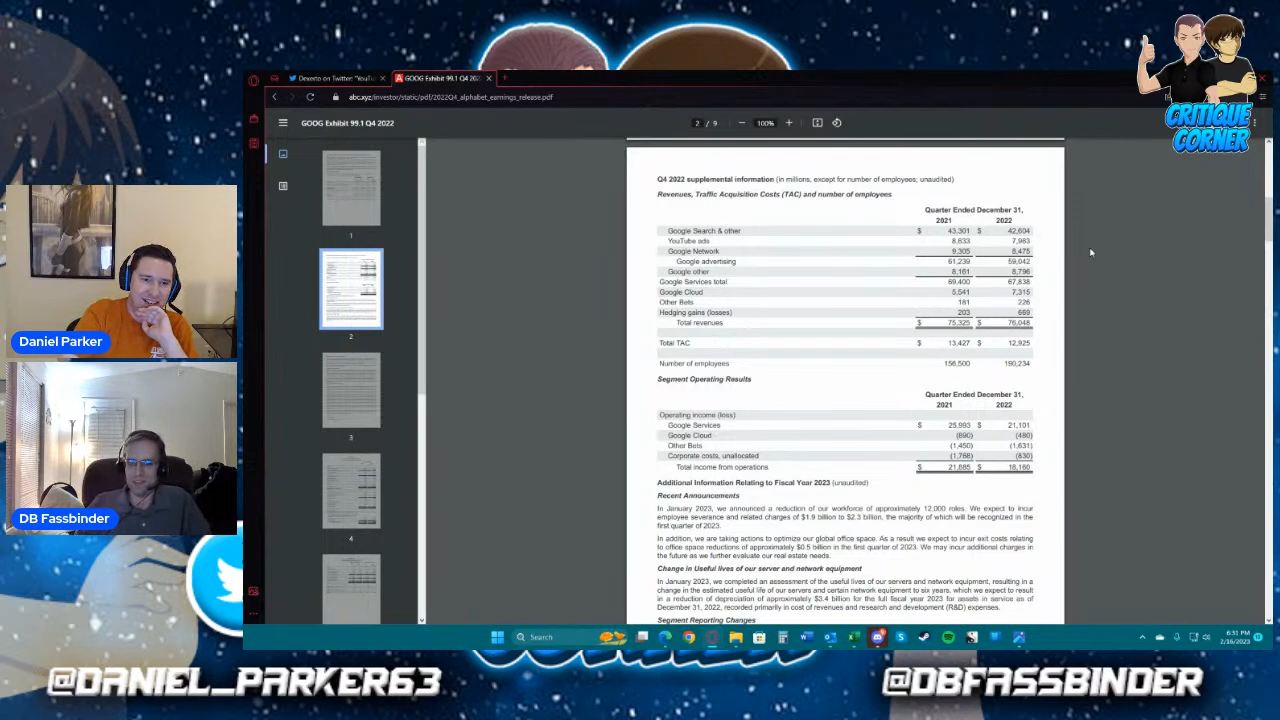 CRITIQUE
CORNER
Dexerto on Twitter: "YouTu
GOOG Exhibit 99.1 Q4 202
abc.xyz/investor/static/pdf/2022Q4_alphabet_earnings_release.pdf
GOOG Exhibit 99.1 Q4 2022
2 / 9
100%
1
2
3
4
Q4 2022 supplemental information (in millions, except for number of employees; unaudited)
Revenues, Traffic Acquisition Costs (TAC) and number of employees
Quarter Ended December 31,
2021 2022
Google Search & other $ 43,301 $ 42,604
YouTube ads 8,633 7,963
Google Network 9,305 8,475
Google advertising 61,239 59,042
Google other 8,161 8,796
Google Services total 69,400 67,838
Google Cloud 5,541 7,315
Other Bets 181 226
Hedging gains (losses) 203 669
Total revenues $ 75,325 $ 76,048
Total TAC $ 13,427 $ 12,925
Number of employees 156,500 190,234
Segment Operating Results
Quarter Ended December 31,
2021 2022
Operating income (loss)
Google Services $ 25,993 $ 21,101
Google Cloud (890) (480)
Other Bets (1,450) (1,631)
Corporate costs, unallocated (1,768) (830)
Total income from operations $ 21,885 $ 18,160
Additional Information Relating to Fiscal Year 2023 (unaudited)
Recent Announcements
In January 2023, we announced a reduction of our workforce of approximately 12,000 roles. We expect to incur
employee severance and related charges of $1.9 billion to $2.3 billion, the majority of which will be recognized in the
first quarter of 2023.
In addition, we are taking actions to optimize our global office space. As a result we expect to incur exit costs relating
to office space reductions of approximately $0.5 billion in the first quarter of 2023. We may incur additional charges in
the future as we further evaluate our real estate needs.
Change in Useful lives of our server and network equipment
In January 2023, we completed an assessment of the useful lives of our servers and network equipment, resulting in a
change in the estimated useful life of our servers and certain network equipment to six years, which we expect to result
in a reduction of depreciation of approximately $3.4 billion for the full fiscal year 2023 for assets in service as of
December 31, 2022, recorded primarily in cost of revenues and research and development (R&D) expenses.
Segment Reporting Changes
Daniel Parker
DB Fassbinder
Search
6:31 PM
2/16/2023
@DANIEL_PARKER63
@DBFASSBINDER